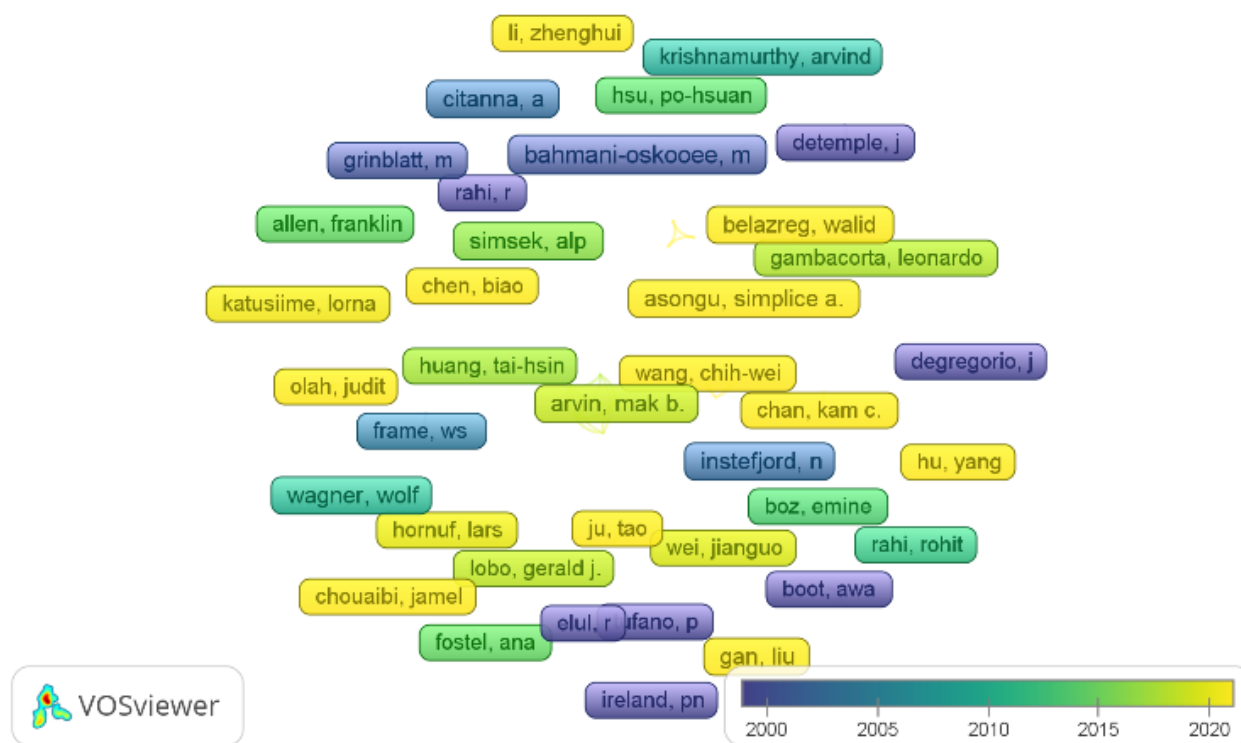 li, zhenghui
krishnamurthy, arvind
citanna, a
hsu, po-hsuan
detemple, j
grinblatt, m
bahmani-oskooee, m
rahi, r
allen, franklin
simsek, alp
belazreg, walid
gambacorta, leonardo
chen, biao
katusiime, lorna
asongu, simplice a.
huang, tai-hsin
wang, chih-wei
degregorio, j
olah, judit
arvin, mak b.
chan, kam c.
frame, ws
instefjord, n
hu, yang
wagner, wolf
boz, emine
hornuf, lars
ju, tao
wei, jianguo
rahi, rohit
lobo, gerald j.
chouaibi, jamel
boot, awa
elul, r
ufano, p
fostel, ana
gan, liu
ireland, pn
VOSviewer
2000 2005 2010 2015 2020